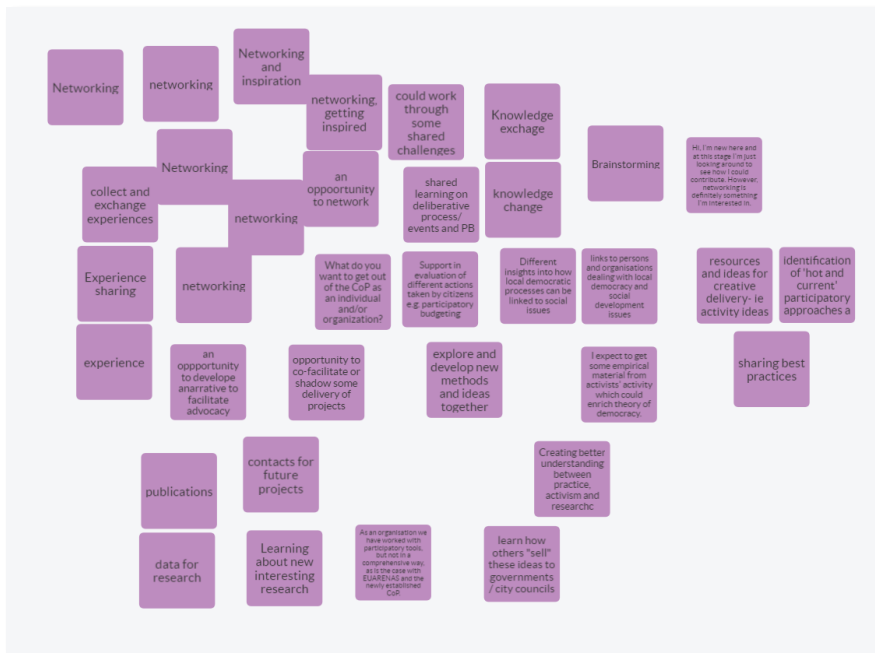 Networking
networking
Networking
and
inspiration
networking,
getting
inspired
could work
through
some
shared
challenges
Knowledge
exchage
Brainstorming
Hi, I'm new here and
at this stage I'm just
looking around to
see how I could
contribute. However,
networking is
definitely something
I'm interested in.
Networking
collect and
exchange
experiences
networking
an
oppoortunity
to network
shared
learning on
deliberative
process/
events and PB
knowledge
change
Experience
sharing
networking
What do you
want to get out
of the CoP as
an individual
and/or
organization?
Support in
evaluation of
different actions
taken by citizens
e.g. participatory
budgeting
Different
insights into how
local democratic
processes can be
linked to social
issues
links to persons
and organisations
dealing with local
democracy and
social
development
issues
resources
and ideas for
creative
delivery- ie
activity ideas
identification
of 'hot and
current'
participatory
approaches a
experience
an
oppportunity
to develope
anarrative to
facilitate
advocacy
opportunity to
co-facilitate or
shadow some
delivery of
projects
explore and
develop new
methods
and ideas
together
I expect to get
some empirical
material from
activists' activity
which could
enrich theory of
democracy.
sharing best
practices
publications
contacts for
future
projects
Creating better
understanding
between
practice,
activism and
researchc
data for
research
Learning
about new
interesting
research
As an organisation we
have worked with
participatory tools,
but not in a
comprehensive way,
as is the case with
EUARENAS and the
newly established
CoP.
learn how
others "sell"
these ideas to
governments
/ city councils